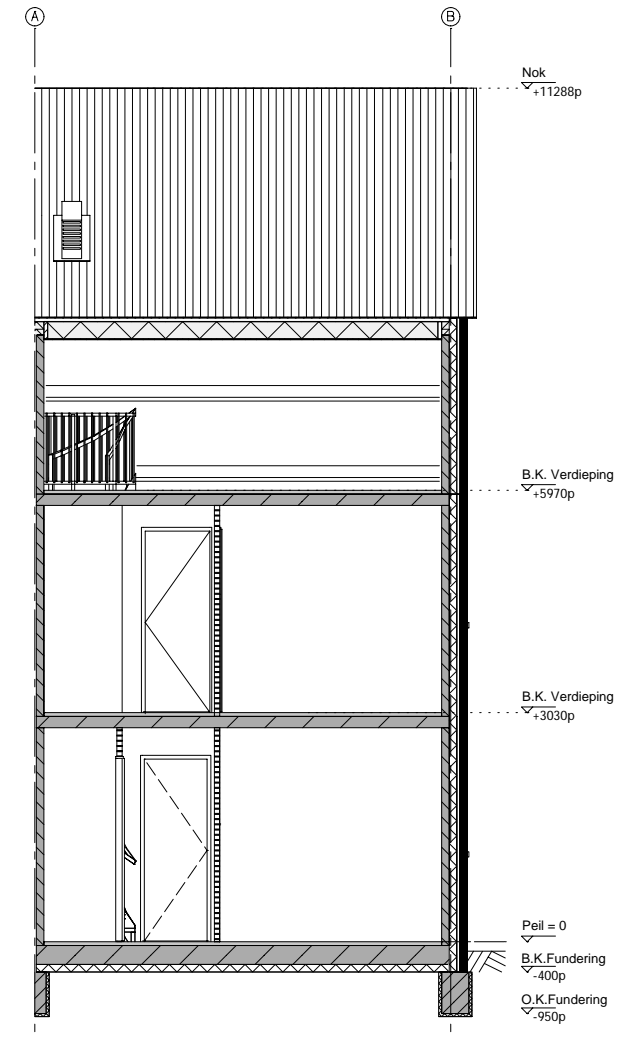 A B
Nok
+11288p
B.K. Verdieping
+5970p
B.K. Verdieping
+3030p
Peil = 0
B.K.Fundering
-400p
O.K.Fundering
-950p